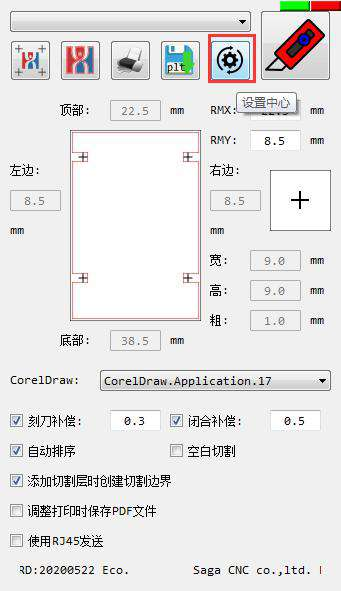 plt
设置中心
顶部: 22.5 mm RMX: mm
RMY: 8.5 mm
左边: 右边:
8.5 8.5
mm mm
宽: 9.0 mm
高: 9.0 mm
粗: 1.0 mm
底部: 38.5 mm
CorelDraw: CorelDraw.Application.17
刻刀补偿: 0.3 闭合补偿: 0.5
自动排序 空白切割
添加切割层时创建切割边界
调整打印时保存PDF文件
使用RJ45发送
RD:20200522 Eco. Saga CNC co.,ltd.